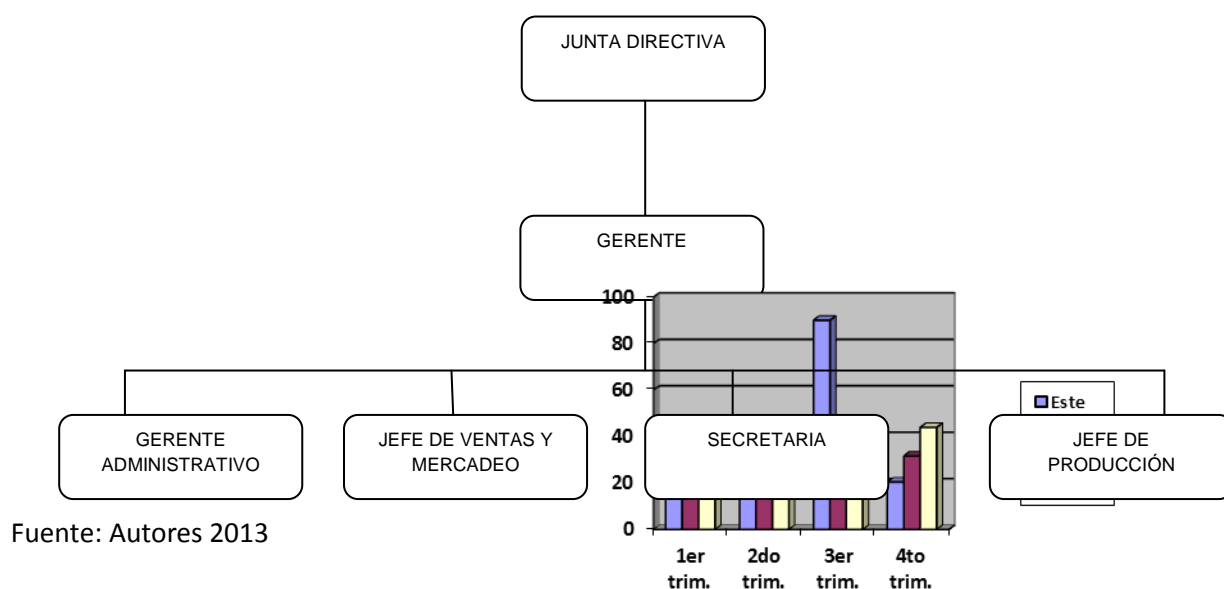 JUNTA DIRECTIVA
GERENTE
100
80
60
40
20
0
Este
GERENTE
ADMINISTRATIVO
JEFE DE VENTAS Y
MERCADEO
SECRETARIA
JEFE DE
PRODUCCIÓN
Fuente: Autores 2013
1er
trim.
2do
trim.
3er
trim.
4to
trim.